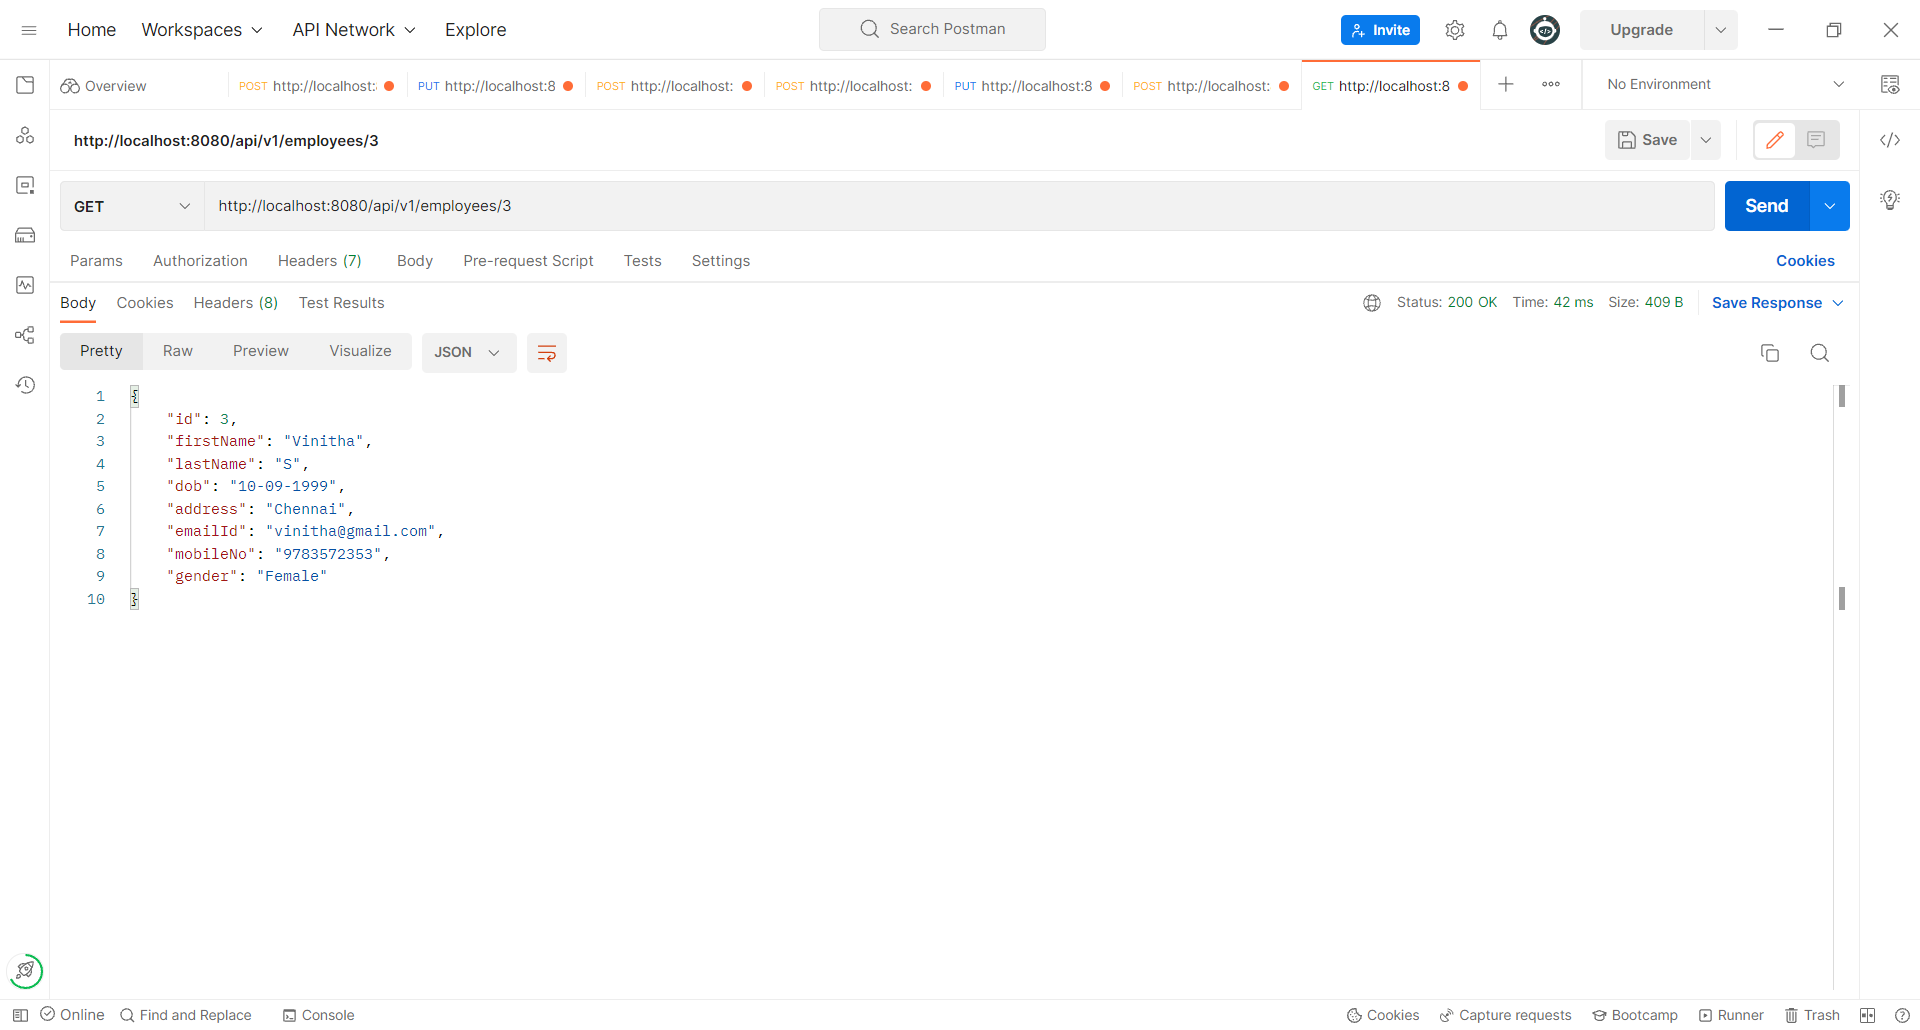 Home Workspaces API Network Explore Search Postman Invite Upgrade
Overview POST http://localhost: PUT http://localhost:8 POST http://localhost: POST http://localhost: PUT http://localhost:8 POST http://localhost: GET http://localhost:8 No Environment
http://localhost:8080/api/v1/employees/3 Save
GET http://localhost:8080/api/v1/employees/3 Send
Params Authorization Headers (7) Body Pre-request Script Tests Settings Cookies
Body Cookies Headers (8) Test Results Status: 200 OK Time: 42 ms Size: 409 B Save Response
Pretty Raw Preview Visualize JSON
1 {
2 "id": 3,
3 "firstName": "Vinitha",
4 "lastName": "S",
5 "dob": "10-09-1999",
6 "address": "Chennai",
7 "emailId": "vinitha@gmail.com",
8 "mobileNo": "9783572353",
9 "gender": "Female"
10 }
Online Find and Replace Console Cookies Capture requests Bootcamp Runner Trash